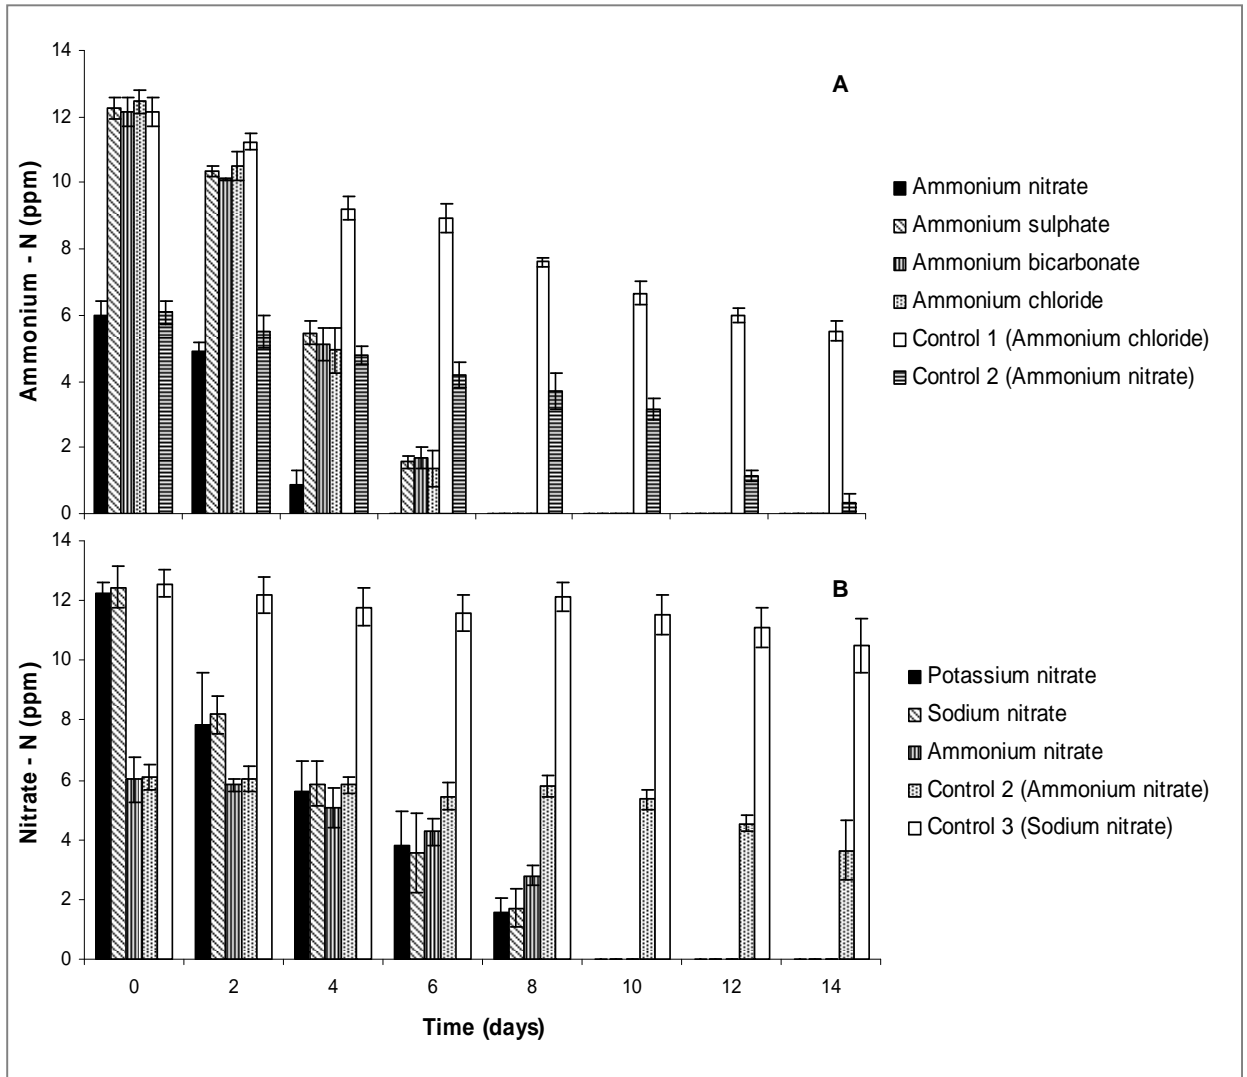 14
12
10
8
6
4
2
0
Ammonium - N (ppm)
A
Ammonium nitrate
Ammonium sulphate
Ammonium bicarbonate
Ammonium chloride
Control 1 (Ammonium chloride)
Control 2 (Ammonium nitrate)
14
12
10
8
6
4
2
0
Nitrate - N (ppm)
B
Potassium nitrate
Sodium nitrate
Ammonium nitrate
Control 2 (Ammonium nitrate)
Control 3 (Sodium nitrate)
0 2 4 6 8 10 12 14
Time (days)